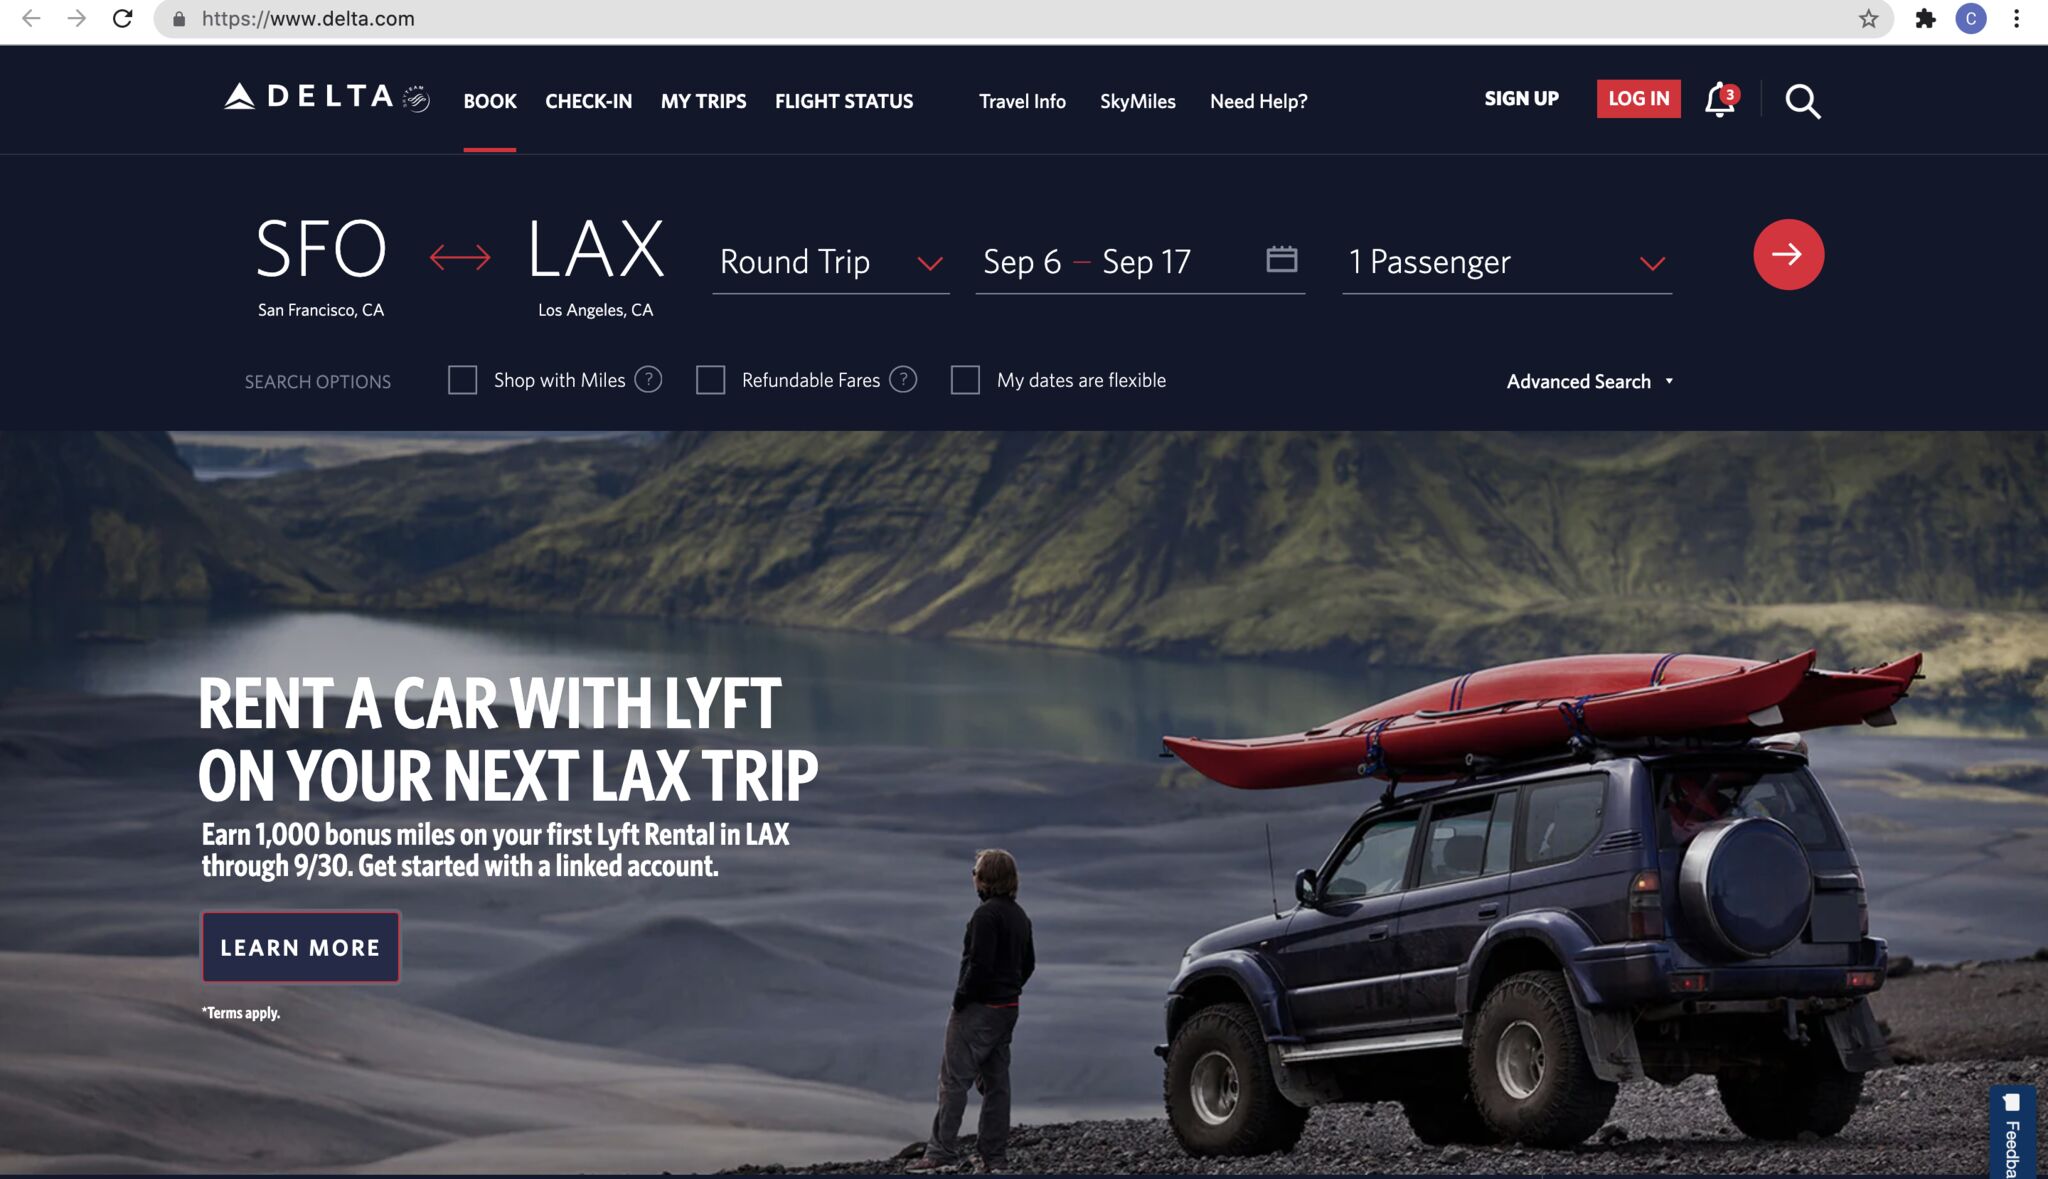 https://www.delta.com
C
DELTA
BOOK CHECK-IN MY TRIPS FLIGHT STATUS Travel Info SkyMiles Need Help? SIGN UP LOG IN 3
SFO LAX Round Trip Sep 6 – Sep 17 1 Passenger
San Francisco, CA Los Angeles, CA
SEARCH OPTIONS Shop with Miles ? Refundable Fares ? My dates are flexible Advanced Search
RENT A CAR WITH LYFT
ON YOUR NEXT LAX TRIP
Earn 1,000 bonus miles on your first Lyft Rental in LAX
through 9/30. Get started with a linked account.
LEARN MORE
*Terms apply.
Feedba